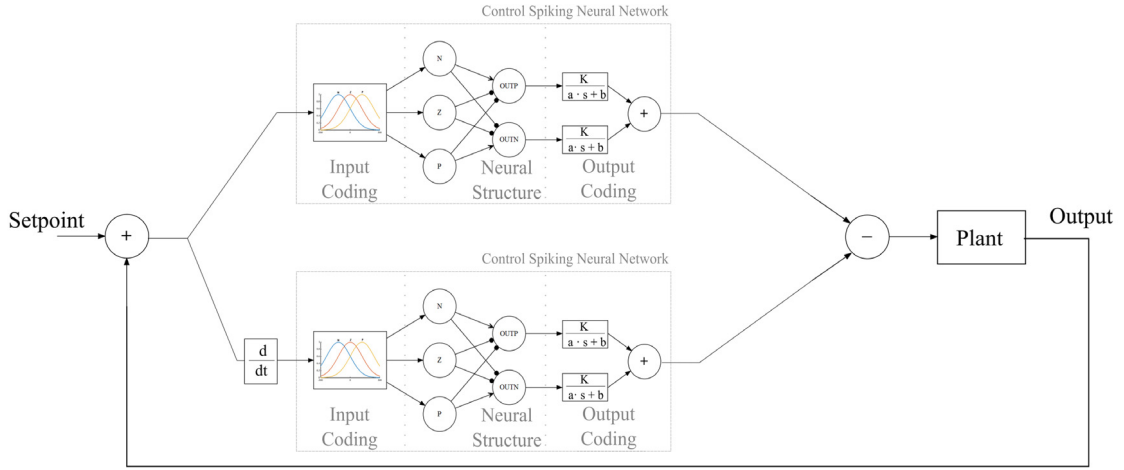 Control Spiking Neural Network
N
Z
P
OUTP
OUTN
K
a· s + b
K
a· s + b
+
Input
Coding
Neural
Structure
Output
Coding
Setpoint
+
−
Plant
Output
Control Spiking Neural Network
d
dt
N
Z
P
OUTP
OUTN
K
a· s + b
K
a· s + b
+
Input
Coding
Neural
Structure
Output
Coding